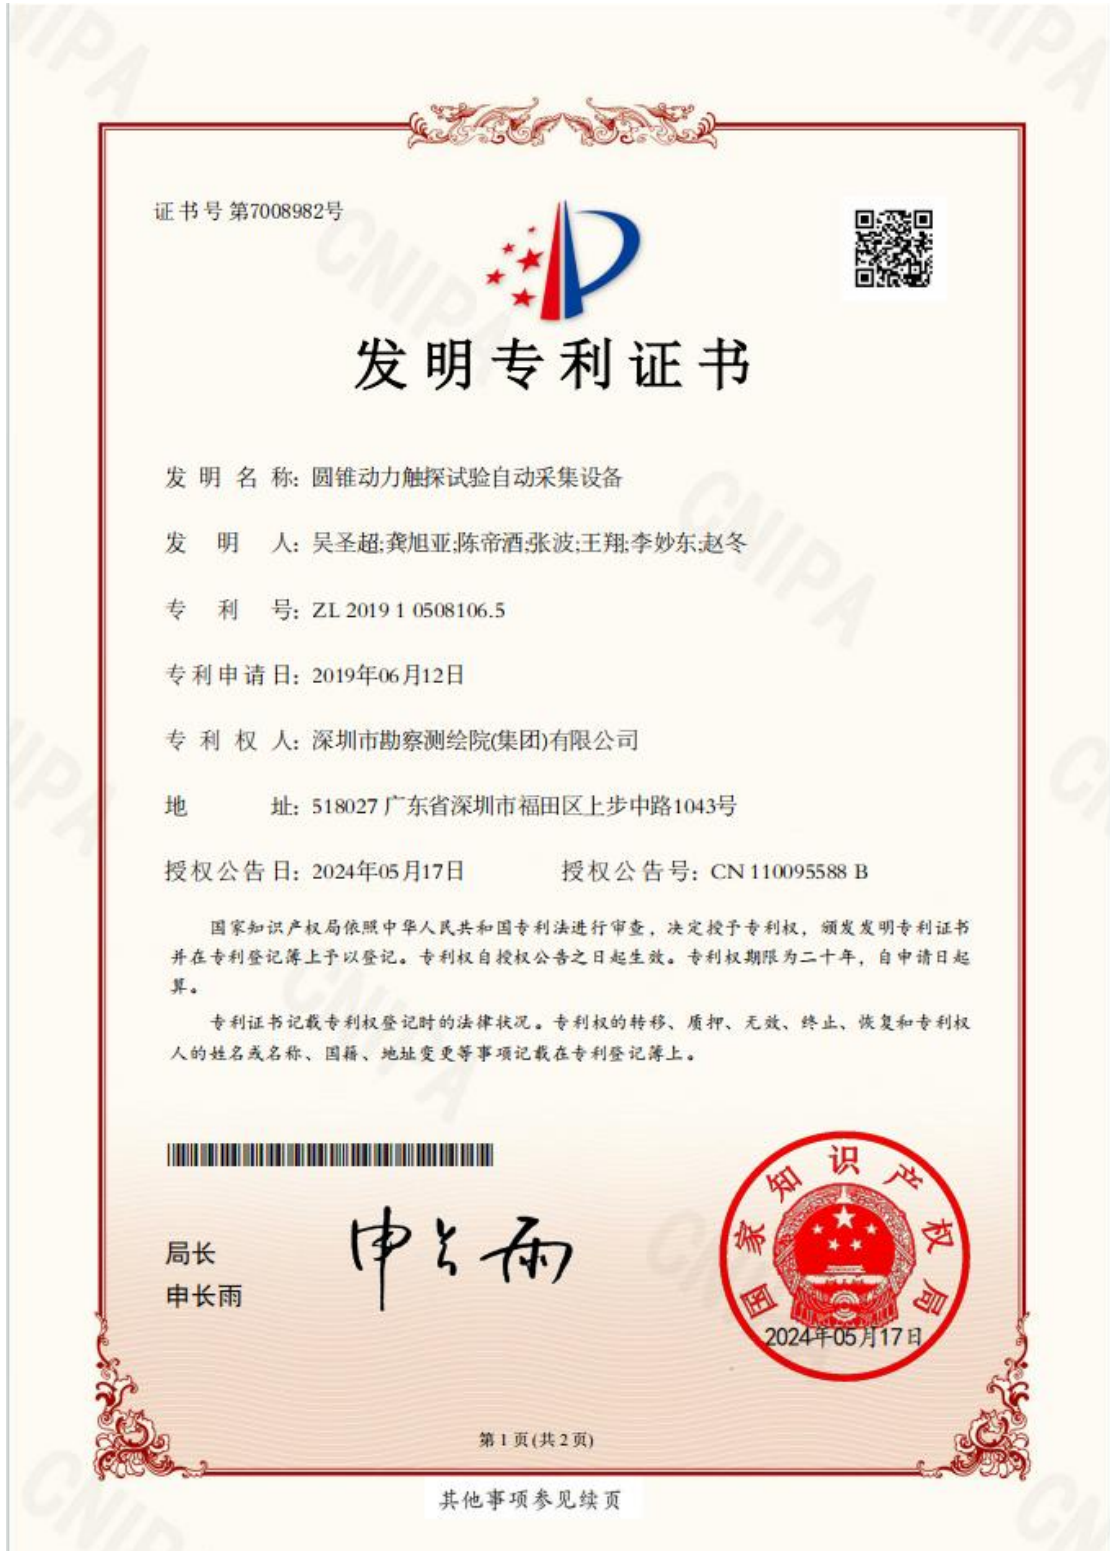 证书号第7008982号
发明专利证书
发明名称: 圆锥动力触探试验自动采集设备
发明人: 吴圣超;龚旭亚;陈帝酒;张波;王翔;李妙东;赵冬
专利号: ZL 2019 1 0508106.5
专利申请日: 2019年06月12日
专利权人: 深圳市勘察测绘院(集团)有限公司
地址: 518027 广东省深圳市福田区上步中路1043号
授权公告日: 2024年05月17日 授权公告号: CN 110095588 B
国家知识产权局依照中华人民共和国专利法进行审查，决定授予专利权，颁发发明专利证书
并在专利登记簿上予以登记。专利权自授权公告之日起生效。专利权期限为二十年，自申请日起
算。
专利证书记载专利权登记时的法律状况。专利权的转移、质押、无效、终止、恢复和专利权
人的姓名或名称、国籍、地址变更等事项记载在专利登记簿上。
局长
申长雨
申长雨
国家知识产权局
2024年05月17日
第1页(共2页)
其他事项参见续页
CNIPA